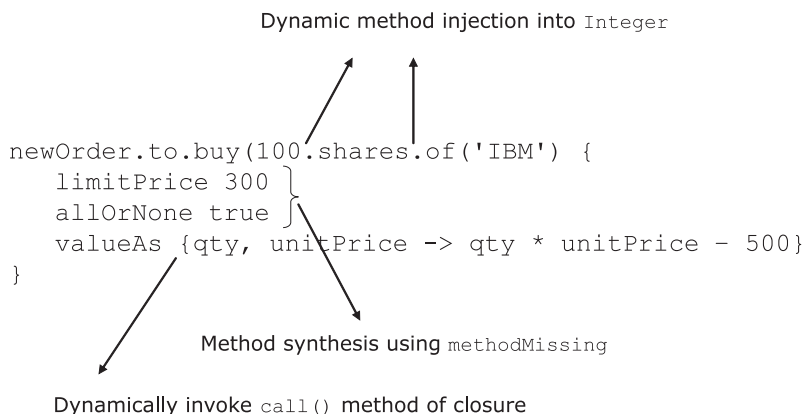 Dynamic method injection into Integer
newOrder.to.buy(100.shares.of('IBM') {
limitPrice 300
allOrNone true
valueAs {qty, unitPrice -> qty * unitPrice – 500}
}
Method synthesis using methodMissing
Dynamically invoke call() method of closure